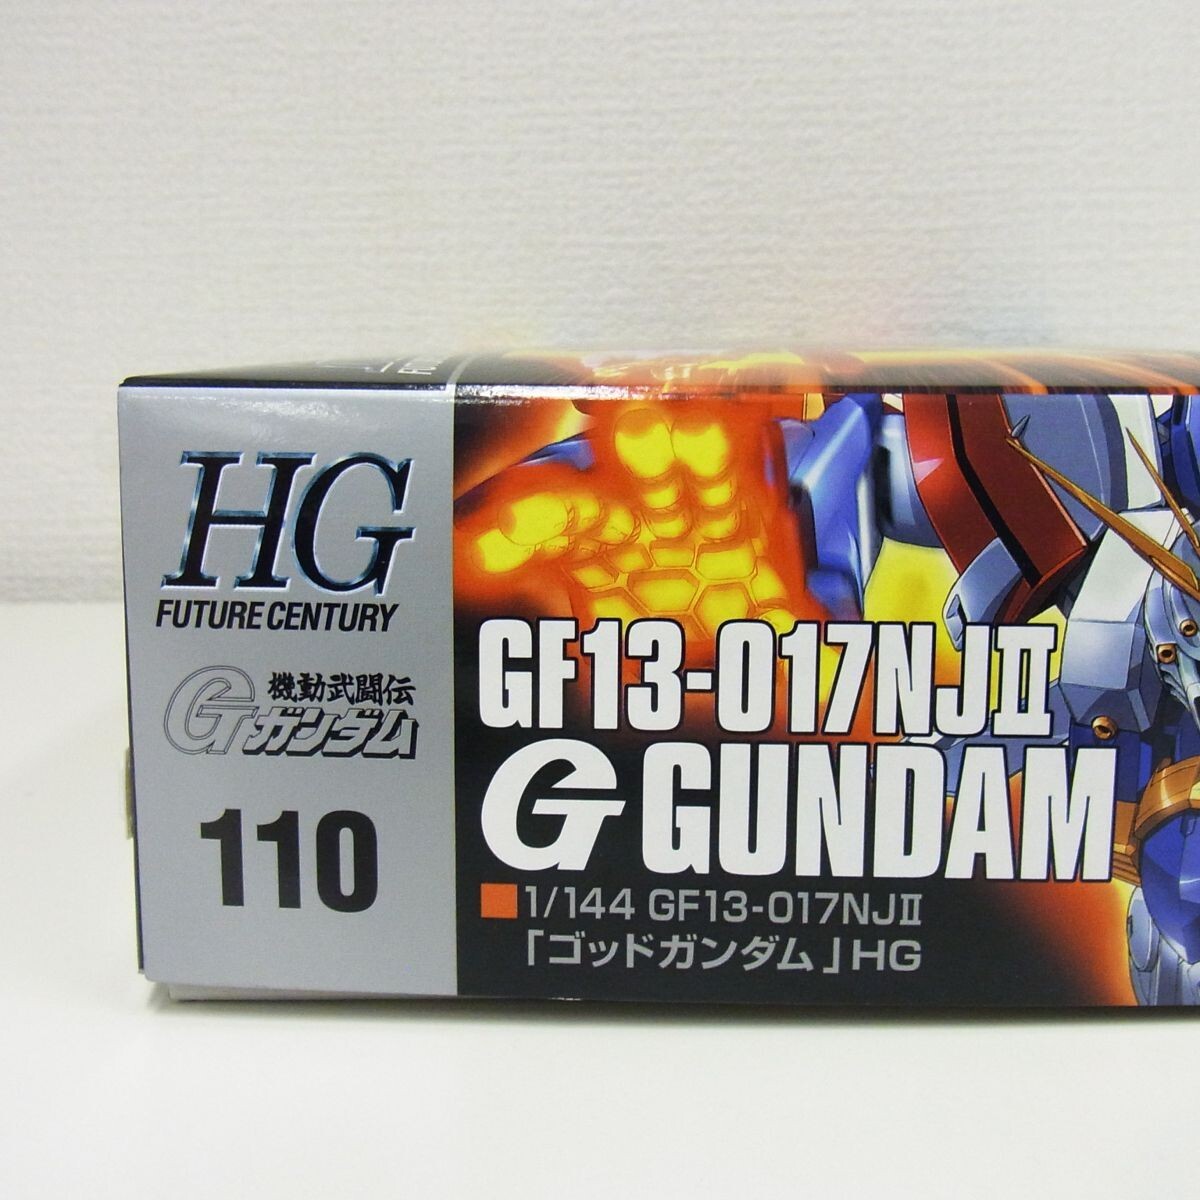 HG
FUTURE CENTURY
機動武闘伝
Gガンダム
110
GF13-017NJⅡ
G GUNDAM
1/144 GF13-017NJⅡ
「ゴッドガンダム」HG